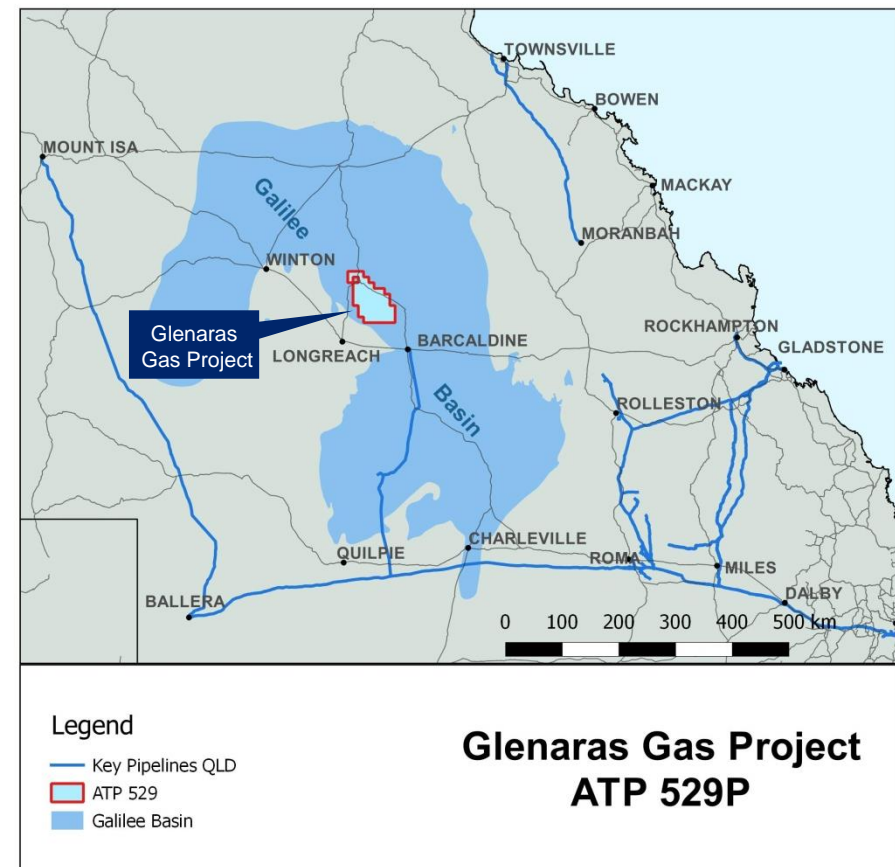 TOWNSVILLE
BOWEN
MOUNT ISA
MACKAY
Galilee
MORANBAH
WINTON
Glenaras
Gas Project
ROCKHAMPTON
LONGREACH
BARCALDINE
GLADSTONE
Basin
ROLLESTON
CHARLEVILLE
QUILPIE
ROMA
MILES
BALLERA
DALBY
0 100 200 300 400 500 km
Legend
Key Pipelines QLD
ATP 529
Galilee Basin
Glenaras Gas Project
ATP 529P